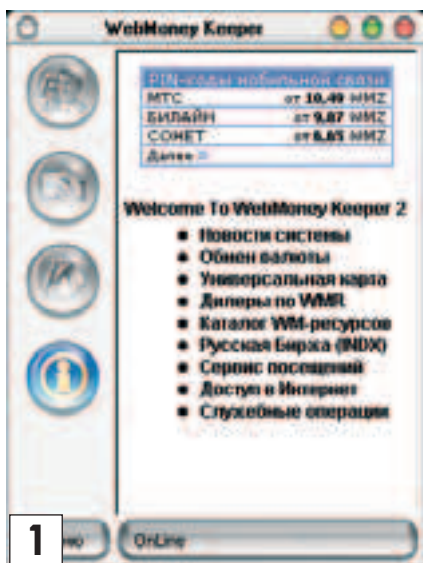 WebMoney Keeper
PIN-коды мобильной связи
МТС от 10,49 WMZ
БИЛАЙН от 9,87 WMZ
СОНЕТ от 8,65 WMZ
Далее
Welcome To WebMoney Keeper 2
• Новости системы
• Обмен валюты
• Универсальная карта
• Дилеры по WMR
• Каталог WM-ресурсов
• Русская Биржа (INDX)
• Сервис посещений
• Доступ в Интернет
• Служебные операции
1
OnLine